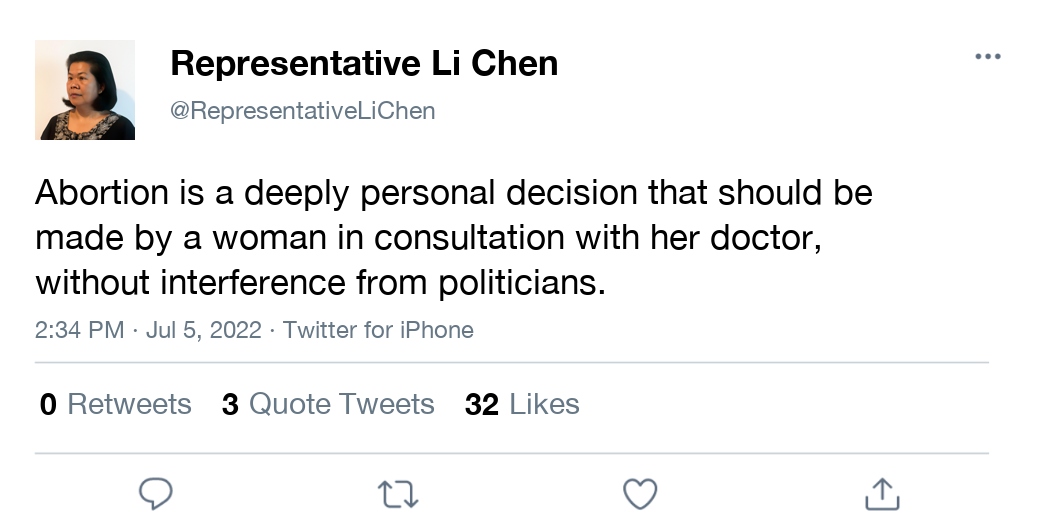 Representative Li Chen
@RepresentativeLiChen
Abortion is a deeply personal decision that should be
made by a woman in consultation with her doctor,
without interference from politicians.
2:34 PM · Jul 5, 2022 · Twitter for iPhone
0 Retweets 3 Quote Tweets 32 Likes